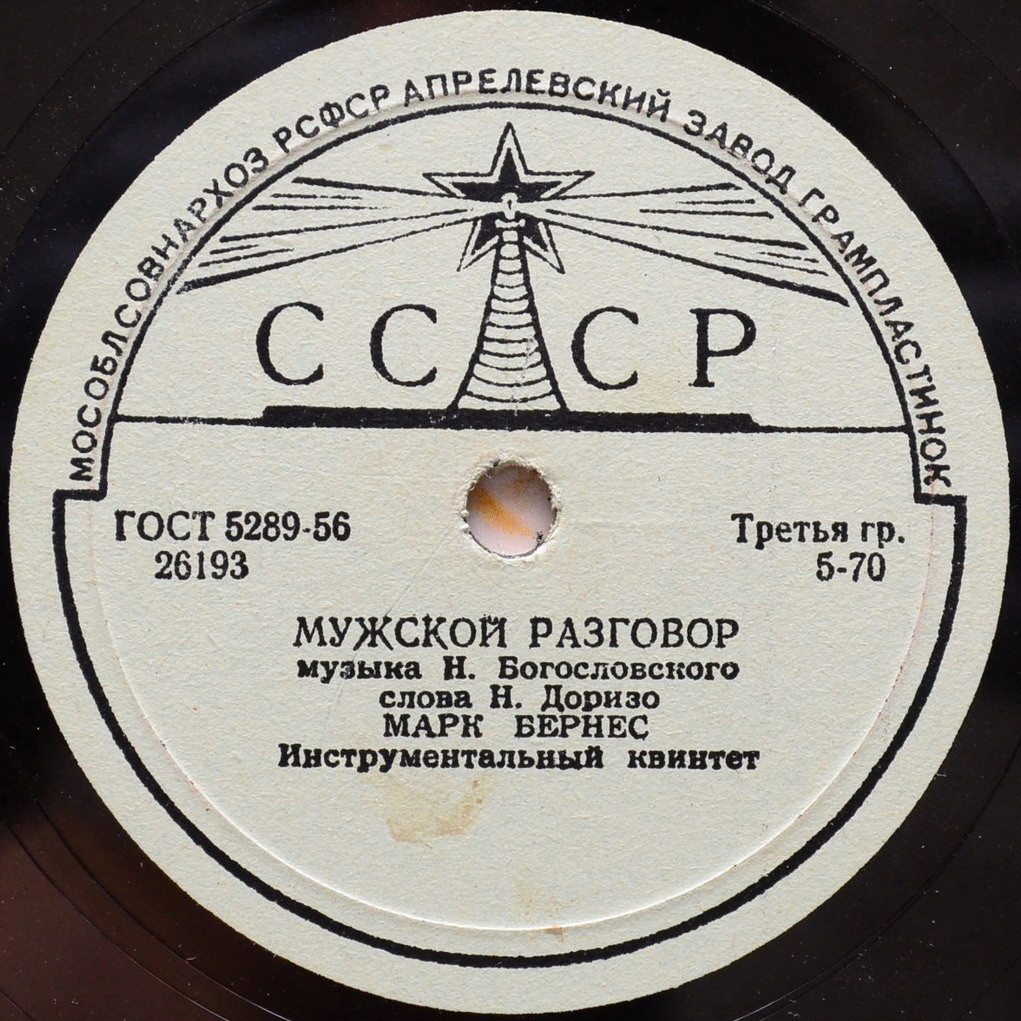 МОСОБЛСОВНАРХОЗ РСФСР АПРЕЛЕВСКИЙ ЗАВОД ГРАМПЛАСТИНОК
СССР
ГОСТ 5289-56
26193
Третья гр.
5-70
МУЖСКОЙ РАЗГОВОР
музыка Н. Богословского
слова Н. Доризо
МАРК БЕРНЕС
Инструментальный квинтет